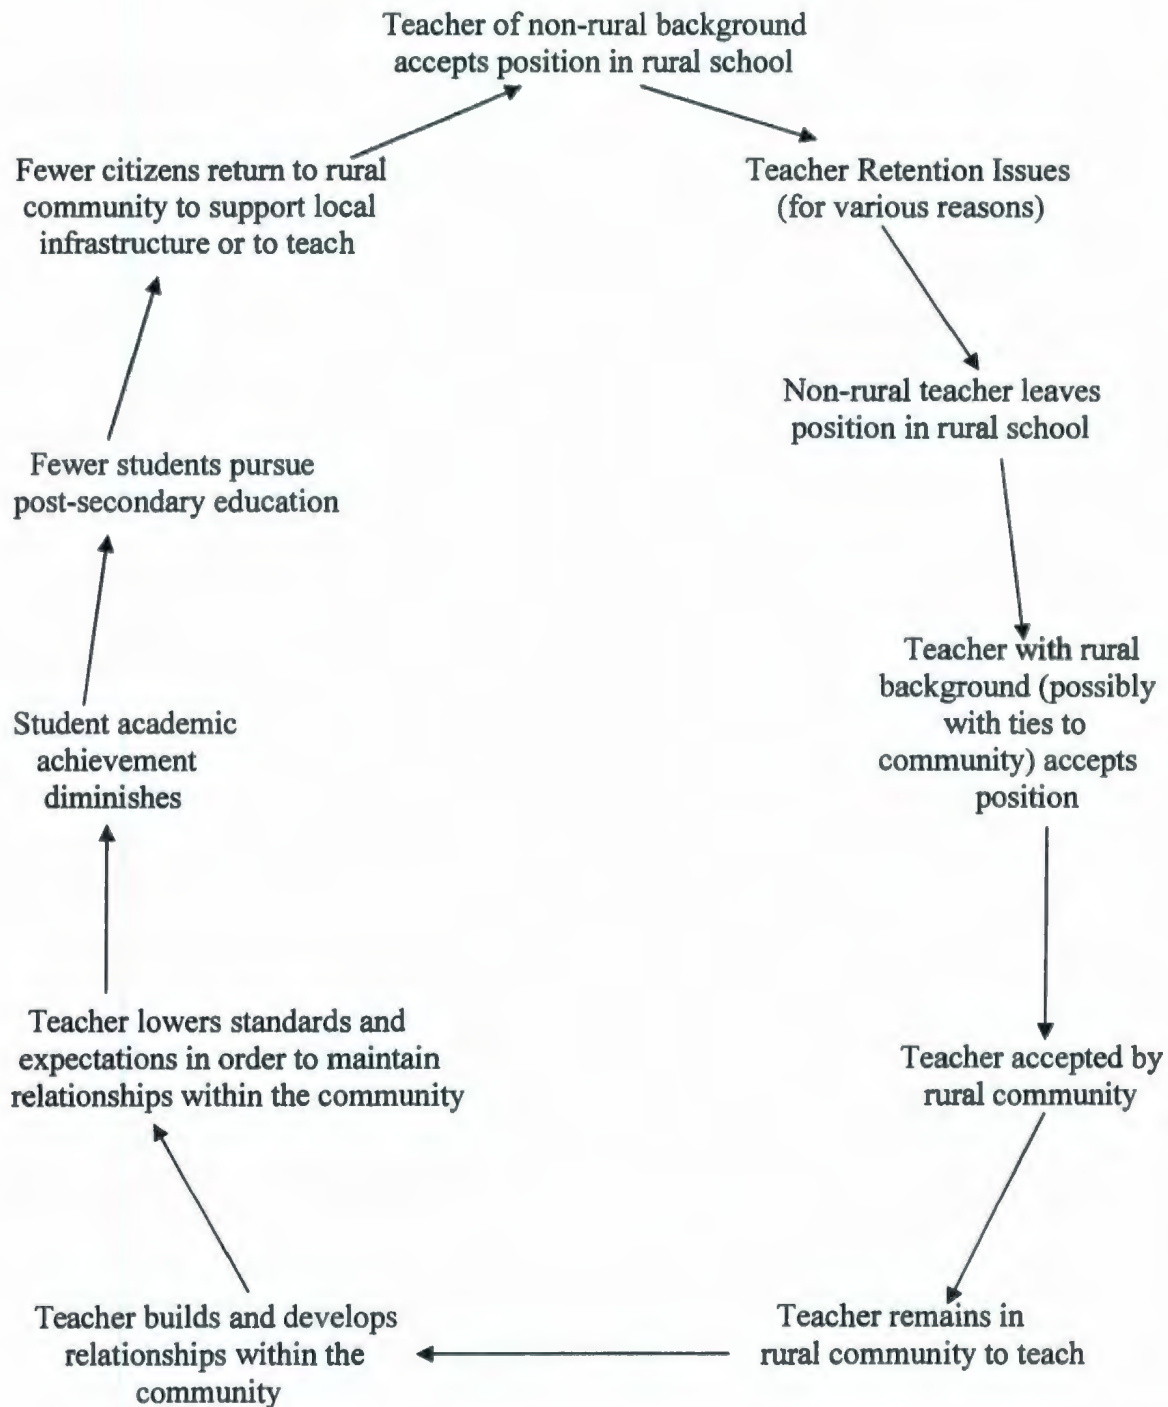 Teacher of non-rural background
accepts position in rural school
Teacher Retention Issues
(for various reasons)
Non-rural teacher leaves
position in rural school
Teacher with rural
background (possibly
with ties to
community) accepts
position
Teacher accepted by
rural community
Teacher remains in
rural community to teach
Teacher builds and develops
relationships within the
community
Teacher lowers standards and
expectations in order to maintain
relationships within the community
Student academic
achievement
diminishes
Fewer students pursue
post-secondary education
Fewer citizens return to rural
community to support local
infrastructure or to teach